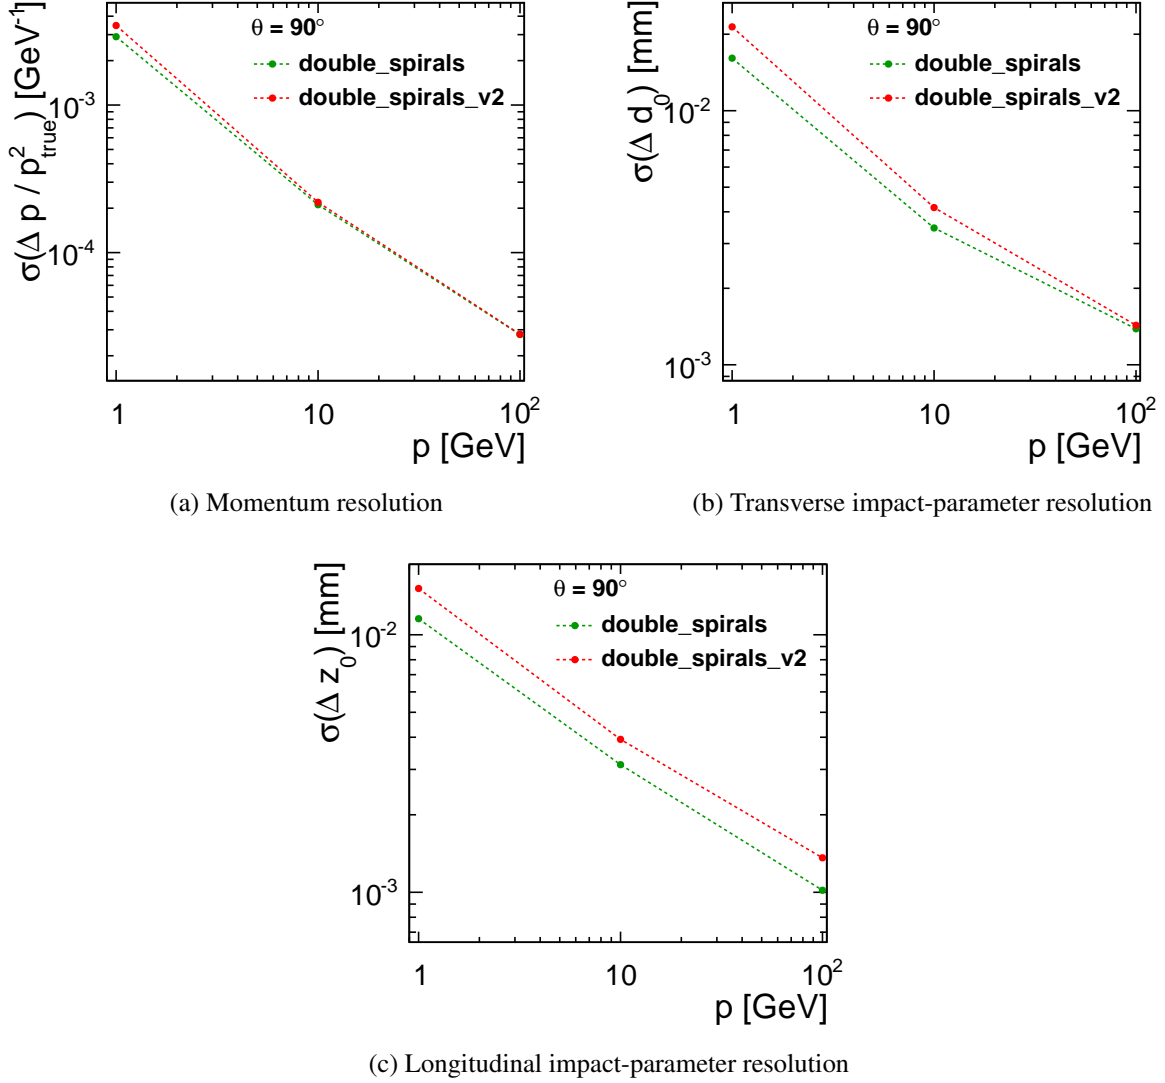 σ(Δ p / p²_true) [GeV⁻¹]
10⁻³
10⁻⁴
θ = 90°
double_spirals
double_spirals_v2
1
10
10²
p [GeV]
(a) Momentum resolution
σ(Δ d₀) [mm]
10⁻²
10⁻³
θ = 90°
double_spirals
double_spirals_v2
1
10
10²
p [GeV]
(b) Transverse impact-parameter resolution
σ(Δ z₀) [mm]
10⁻²
10⁻³
θ = 90°
double_spirals
double_spirals_v2
1
10
10²
p [GeV]
(c) Longitudinal impact-parameter resolution